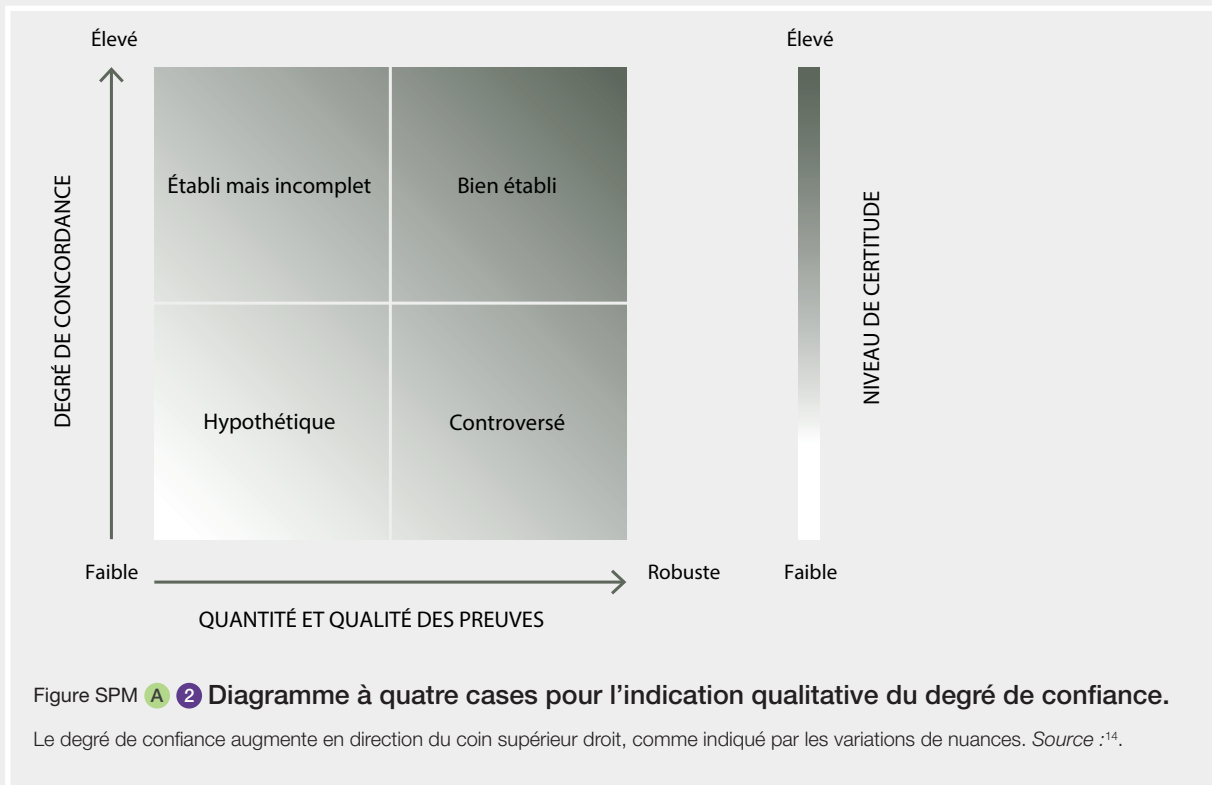 Élevé
Élevé
DEGRÉ DE CONCORDANCE
Établi mais incomplet
Bien établi
Hypothétique
Controversé
NIVEAU DE CERTITUDE
Faible
Robuste
Faible
QUANTITÉ ET QUALITÉ DES PREUVES
Figure SPM A 2 Diagramme à quatre cases pour l’indication qualitative du degré de confiance.
Le degré de confiance augmente en direction du coin supérieur droit, comme indiqué par les variations de nuances. Source :14.